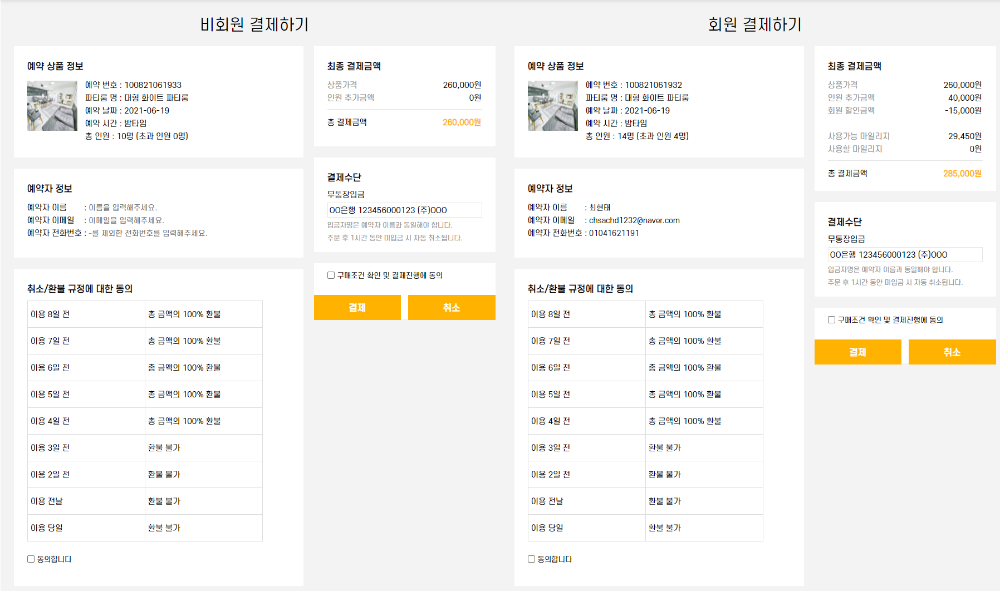 비회원 결제하기
예약 상품 정보
예약 번호 : 100821061933
파티룸 명 : 대형 화이트 파티룸
예약 날짜 : 2021-06-19
예약 시간 : 밤타임
총 인원 : 10명 (초과 인원 0명)
예약자 정보
예약자 이름 : 이름을 입력해주세요.
예약자 이메일 : 이메일을 입력해주세요.
예약자 전화번호 : -를 제외한 전화번호를 입력해주세요.
취소/환불 규정에 대한 동의
이용 8일 전 총 금액의 100% 환불
이용 7일 전 총 금액의 100% 환불
이용 6일 전 총 금액의 100% 환불
이용 5일 전 총 금액의 100% 환불
이용 4일 전 총 금액의 100% 환불
이용 3일 전 환불 불가
이용 2일 전 환불 불가
이용 전날 환불 불가
이용 당일 환불 불가
동의합니다
최종 결제금액
상품가격 260,000원
인원 추가금액 0원
총 결제금액 260,000원
결제수단
무통장입금
OO은행 123456000123 (주)OOO
입금자명은 예약자 이름과 동일해야 합니다.
주문 후 1시간 동안 미입금 시 자동 취소됩니다.
구매조건 확인 및 결제진행에 동의
결제 취소
회원 결제하기
예약 상품 정보
예약 번호 : 100821061932
파티룸 명 : 대형 화이트 파티룸
예약 날짜 : 2021-06-19
예약 시간 : 밤타임
총 인원 : 14명 (초과 인원 4명)
예약자 정보
예약자 이름 : 최현태
예약자 이메일 : chsachd1232@naver.com
예약자 전화번호 : 01041621191
취소/환불 규정에 대한 동의
이용 8일 전 총 금액의 100% 환불
이용 7일 전 총 금액의 100% 환불
이용 6일 전 총 금액의 100% 환불
이용 5일 전 총 금액의 100% 환불
이용 4일 전 총 금액의 100% 환불
이용 3일 전 환불 불가
이용 2일 전 환불 불가
이용 전날 환불 불가
이용 당일 환불 불가
동의합니다
최종 결제금액
상품가격 260,000원
인원 추가금액 40,000원
회원 할인금액 -15,000원
사용가능 마일리지 29,450원
사용할 마일리지 0원
총 결제금액 285,000원
결제수단
무통장입금
OO은행 123456000123 (주)OOO
입금자명은 예약자 이름과 동일해야 합니다.
주문 후 1시간 동안 미입금 시 자동 취소됩니다.
구매조건 확인 및 결제진행에 동의
결제 취소